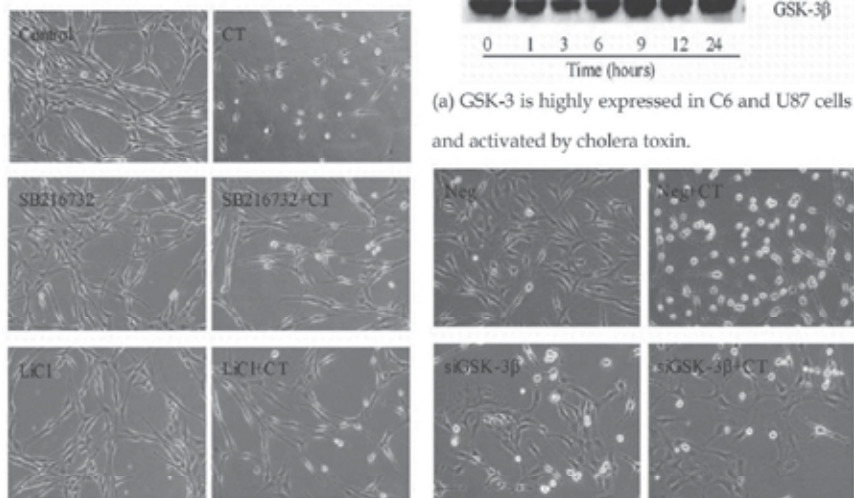 Control
CT
SB216732
SB216732+CT
LiCl
LiCl+CT
GSK-3β
0 1 3 6 9 12 24
Time (hours)
(a) GSK-3 is highly expressed in C6 and U87 cells
and activated by cholera toxin.
Neg
Neg+CT
siGSK-3β
siGSK-3β+CT